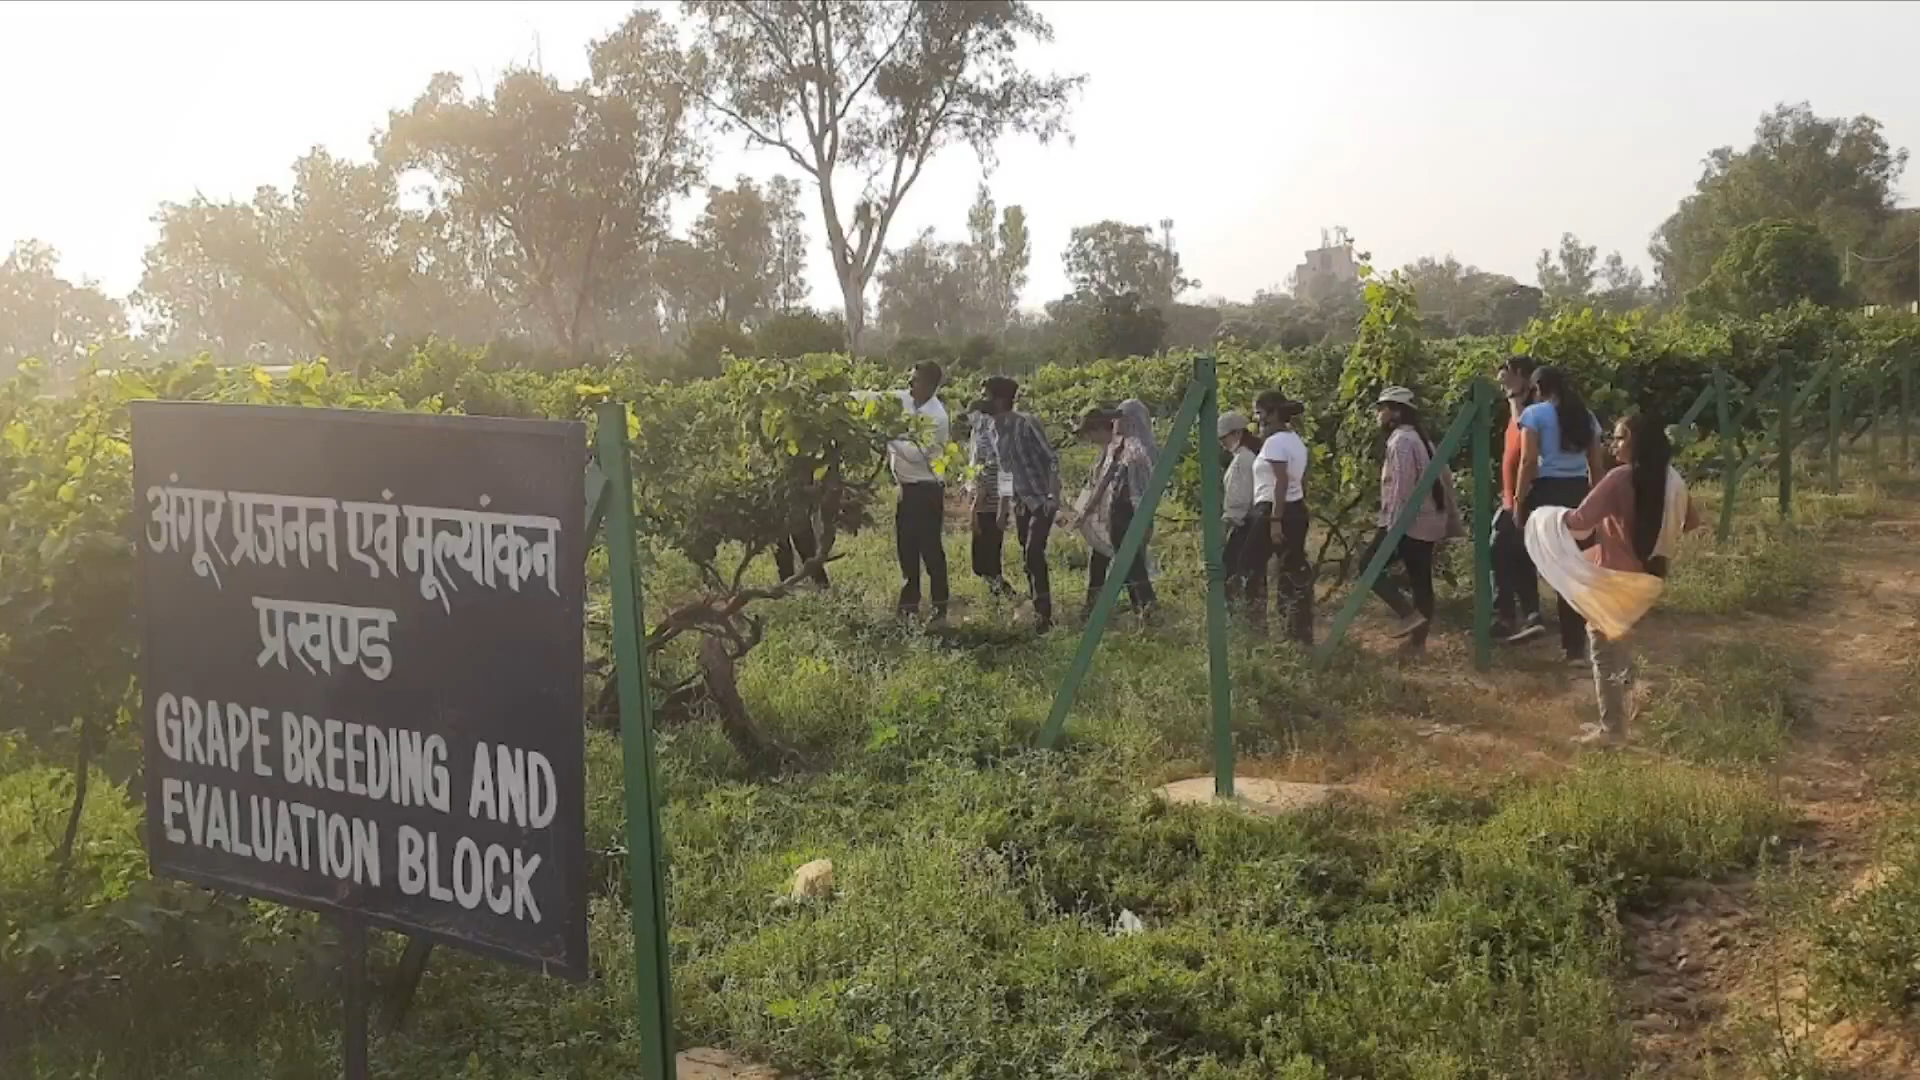 अंगूर प्रजनन एवं मूल्यांकन
प्रखण्ड
GRAPE BREEDING AND
EVALUATION BLOCK